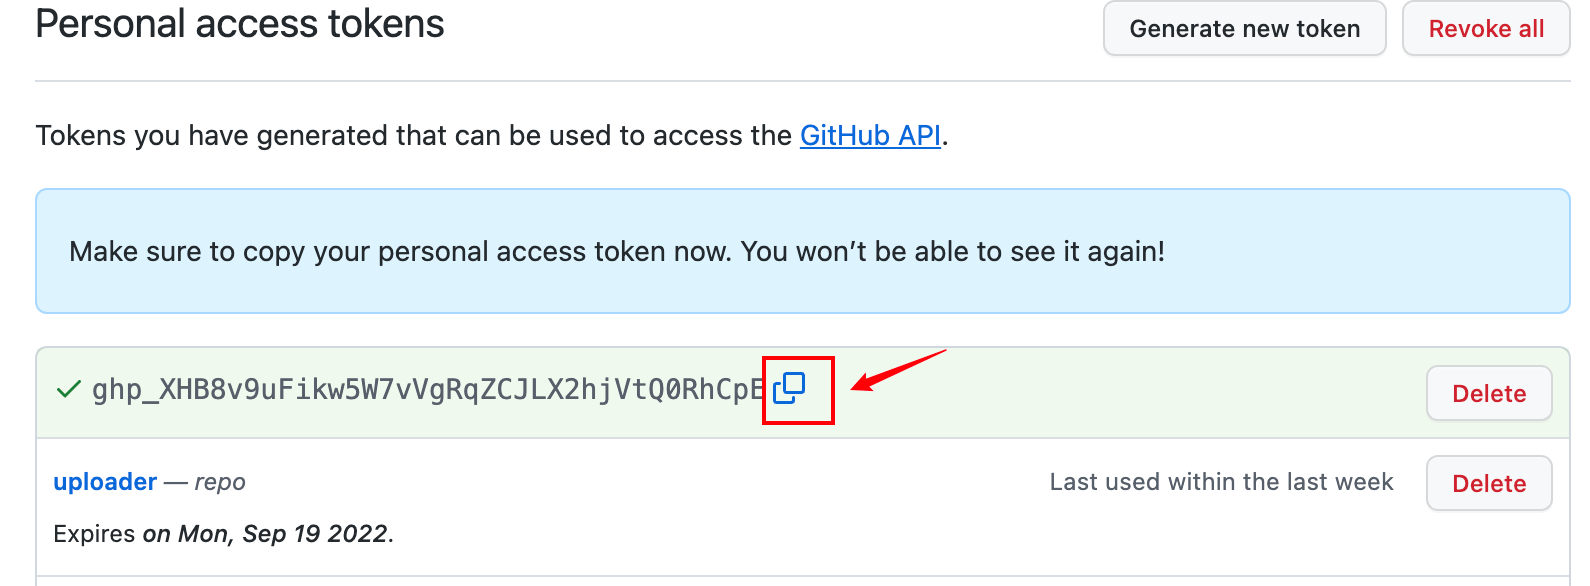 Personal access tokens
Generate new token
Revoke all
Tokens you have generated that can be used to access the GitHub API.
Make sure to copy your personal access token now. You won’t be able to see it again!
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
Delete
uploader — repo
Last used within the last week
Delete
Expires on Mon, Sep 19 2022.